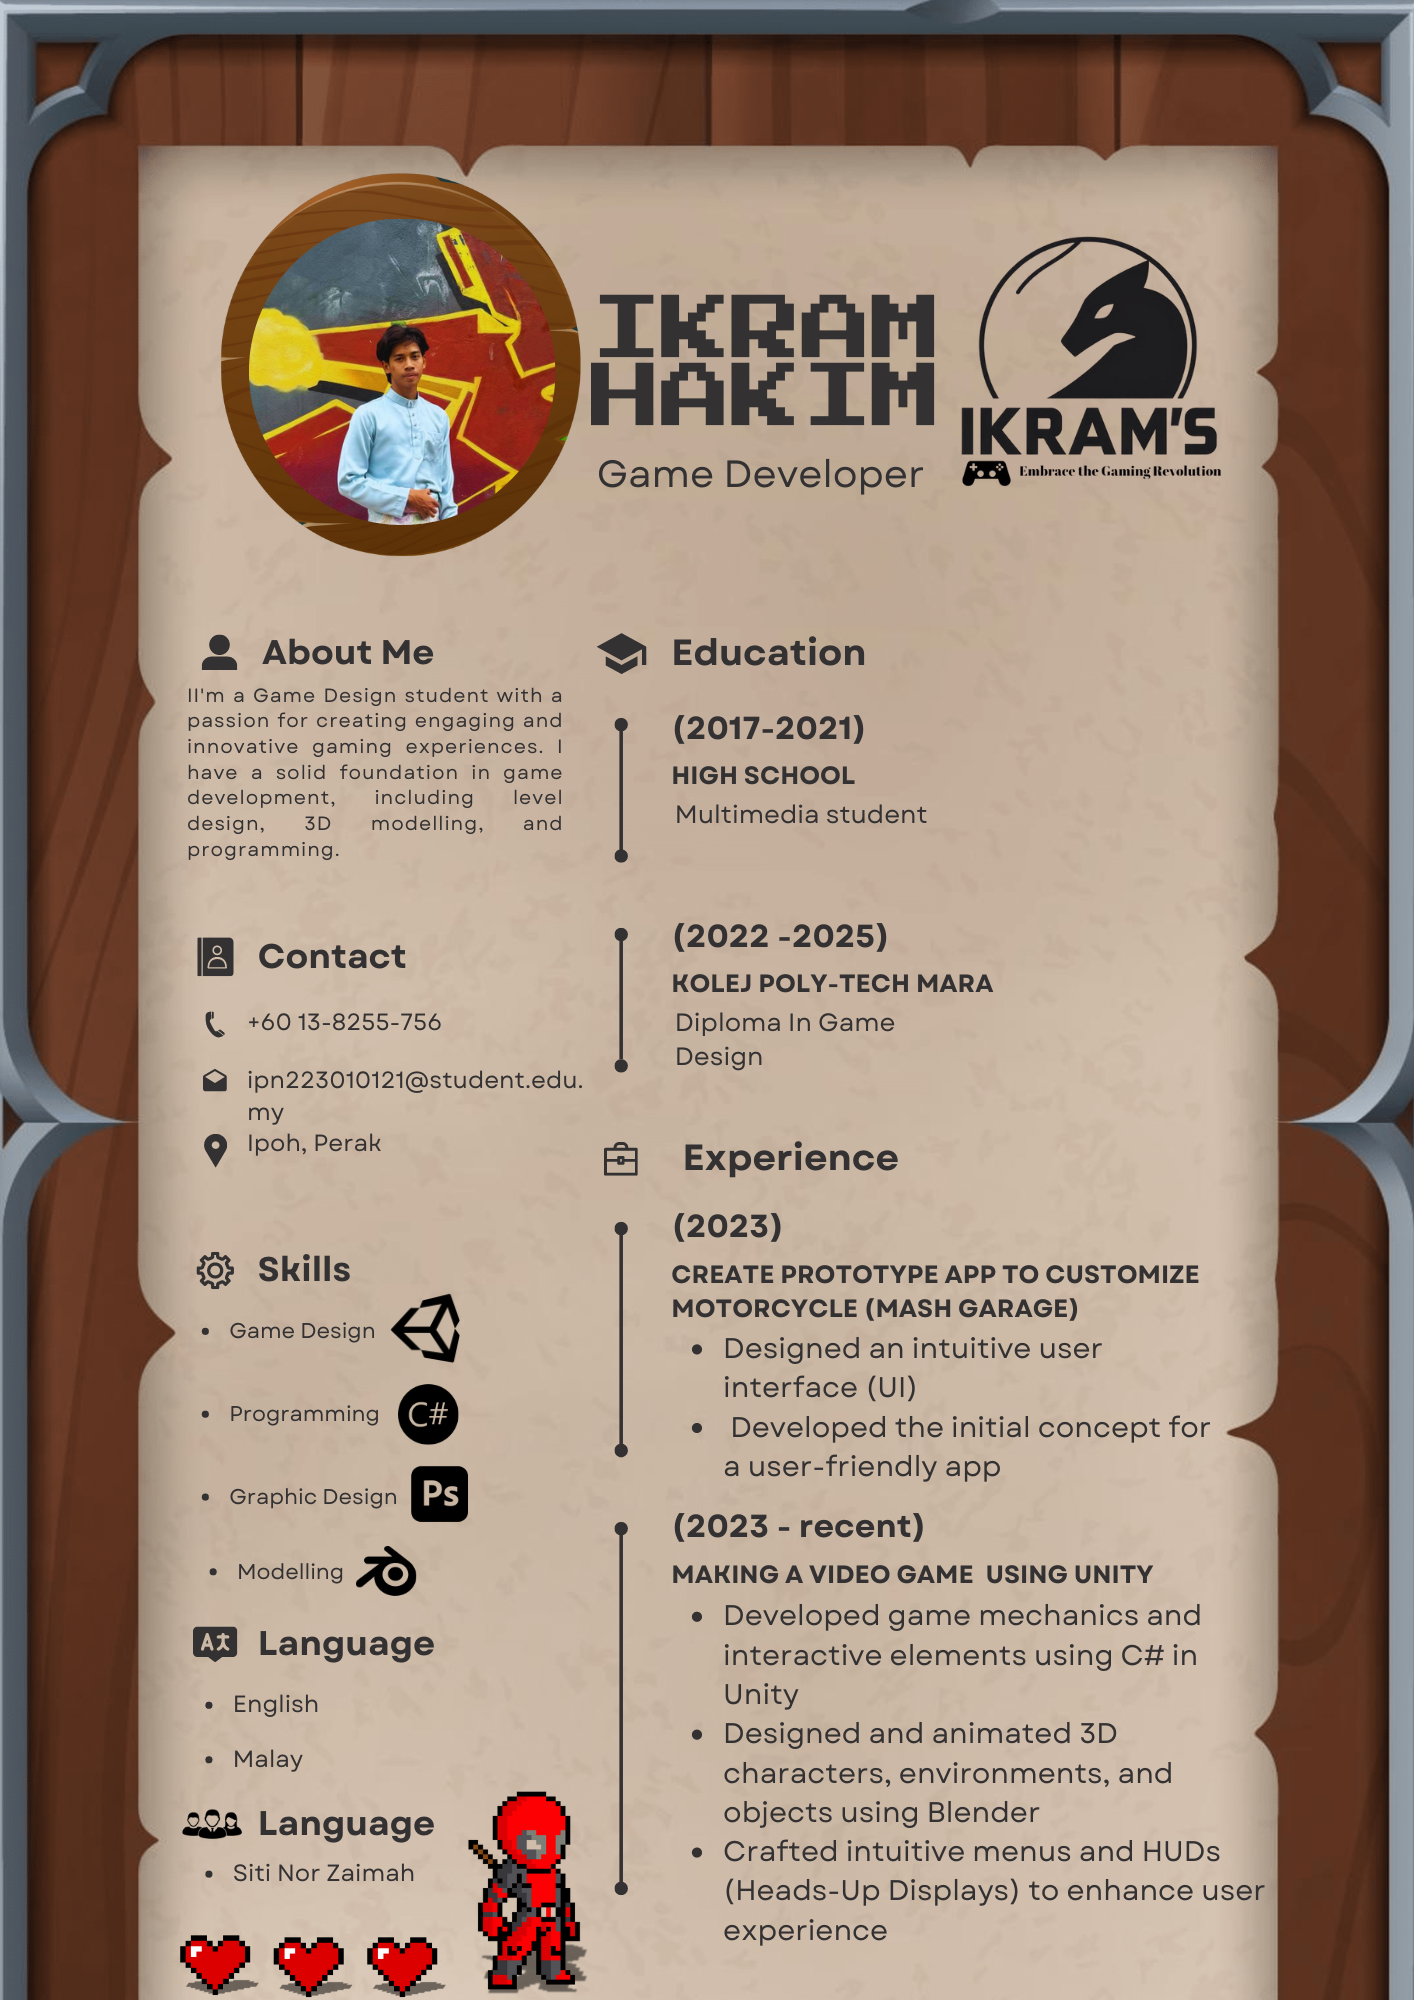 IKRAM
HAKIM
Game Developer
IKRAM'S
Embrace the Gaming Revolution
About Me
II'm a Game Design student with a
passion for creating engaging and
innovative gaming experiences. I
have a solid foundation in game
development, including level
design, 3D modelling, and
programming.
Contact
+60 13-8255-756
ipn223010121@student.edu.
my
Ipoh, Perak
Skills
• Game Design
• Programming C#
• Graphic Design Ps
• Modelling
Language
• English
• Malay
Language
• Siti Nor Zaimah
Education
(2017-2021)
HIGH SCHOOL
Multimedia student
(2022 -2025)
KOLEJ POLY-TECH MARA
Diploma In Game
Design
Experience
(2023)
CREATE PROTOTYPE APP TO CUSTOMIZE
MOTORCYCLE (MASH GARAGE)
• Designed an intuitive user
interface (UI)
• Developed the initial concept for
a user-friendly app
(2023 - recent)
MAKING A VIDEO GAME USING UNITY
• Developed game mechanics and
interactive elements using C# in
Unity
• Designed and animated 3D
characters, environments, and
objects using Blender
• Crafted intuitive menus and HUDs
(Heads-Up Displays) to enhance user
experience